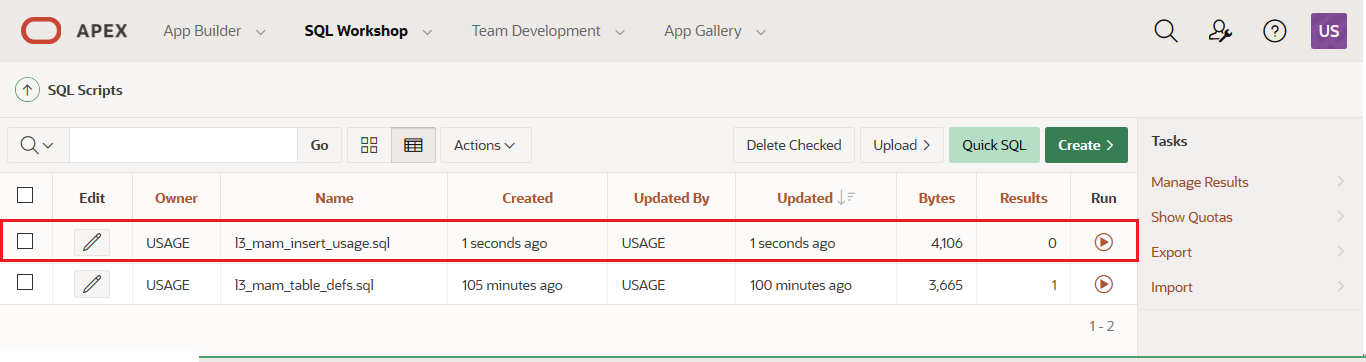 APEX App Builder SQL Workshop Team Development App Gallery US
SQL Scripts
Go Actions Delete Checked Upload Quick SQL Create
Tasks
Edit Owner Name Created Updated By Updated Bytes Results Run
USAGE l3_mam_insert_usage.sql 1 seconds ago USAGE 1 seconds ago 4,106 0
USAGE l3_mam_table_defs.sql 105 minutes ago USAGE 100 minutes ago 3,665 1
1 - 2
Manage Results
Show Quotas
Export
Import